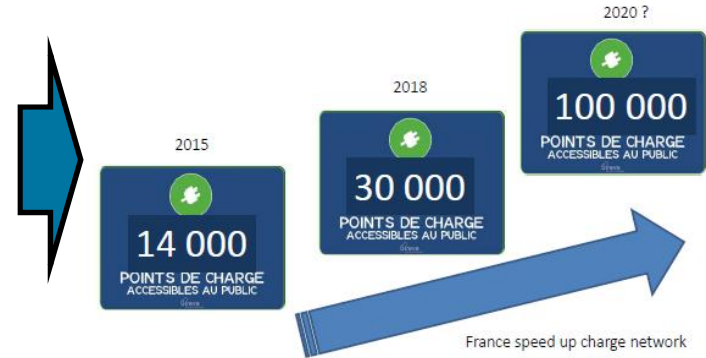 2020 ?
100 000
POINTS DE CHARGE
ACCESSIBLES AU PUBLIC
2018
30 000
POINTS DE CHARGE
ACCESSIBLES AU PUBLIC
2015
14 000
POINTS DE CHARGE
ACCESSIBLES AU PUBLIC
France speed up charge network